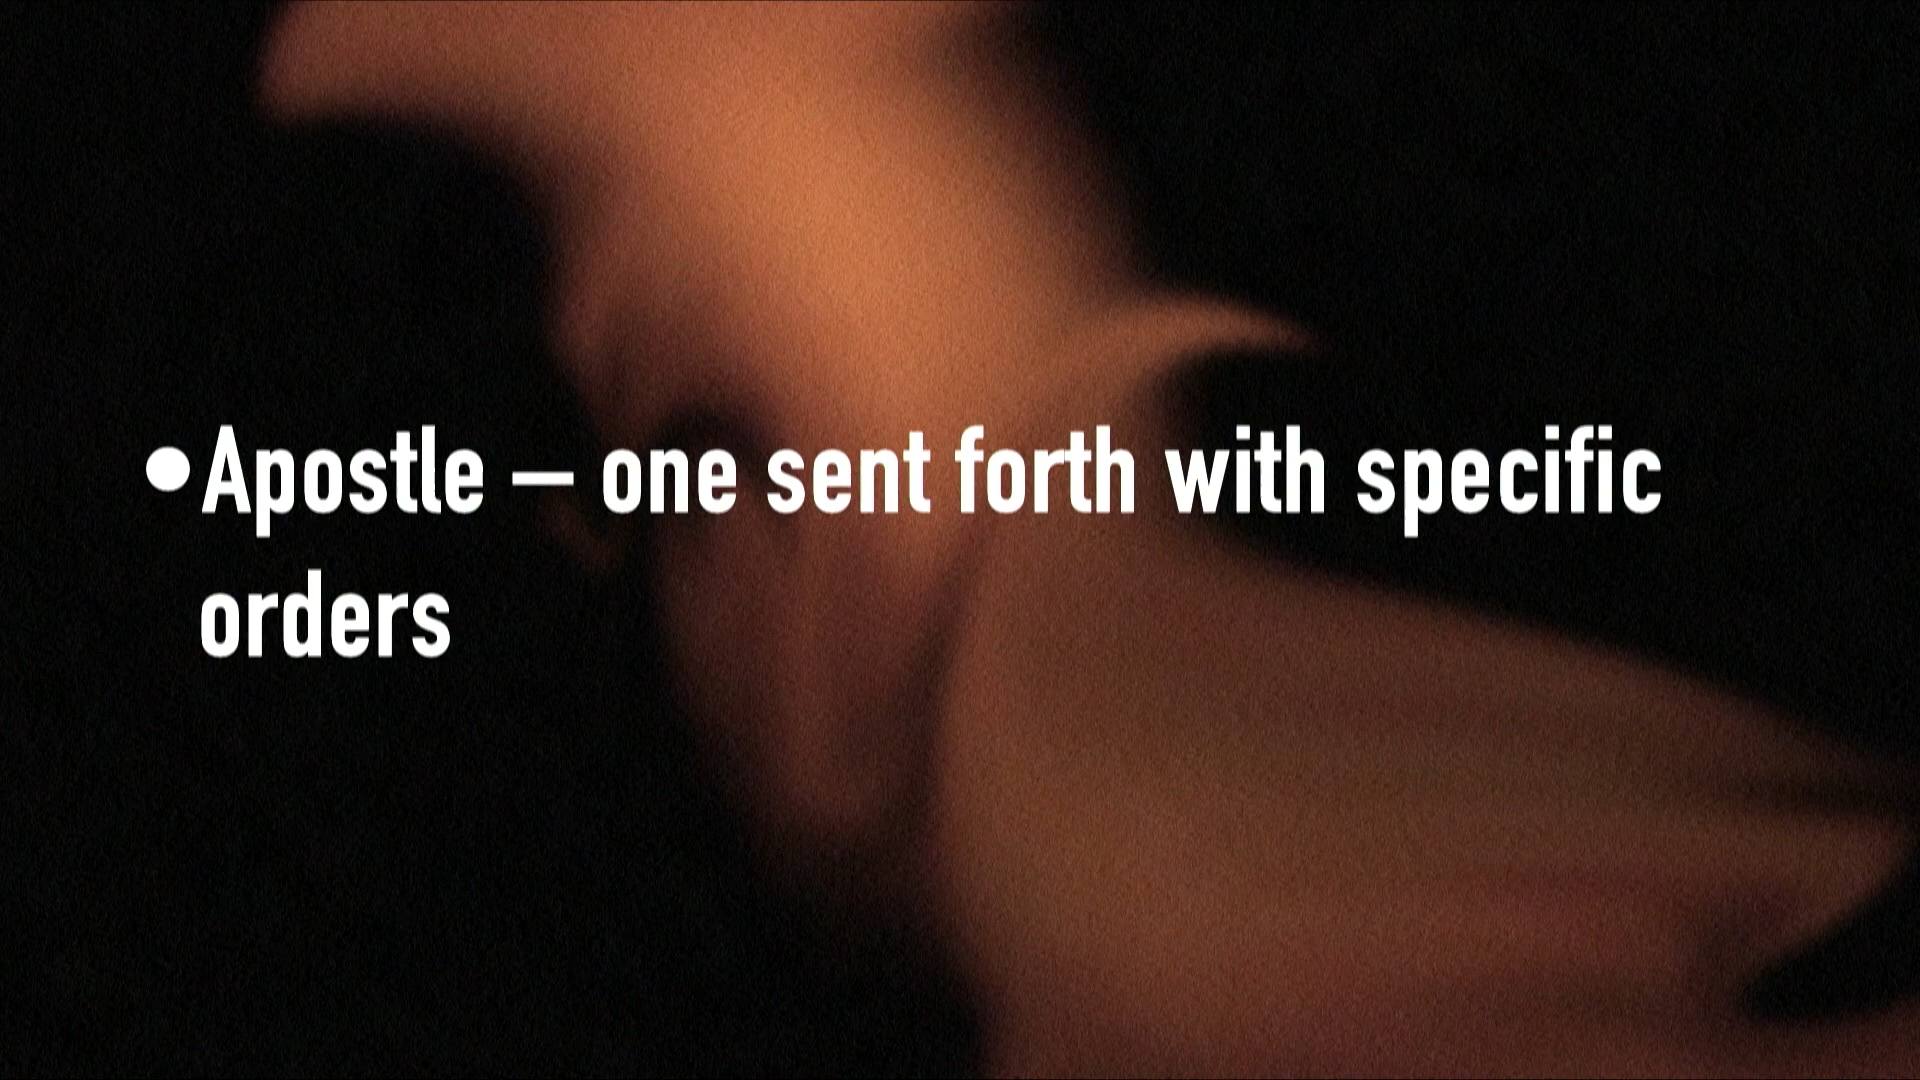 •Apostle – one sent forth with specific
orders